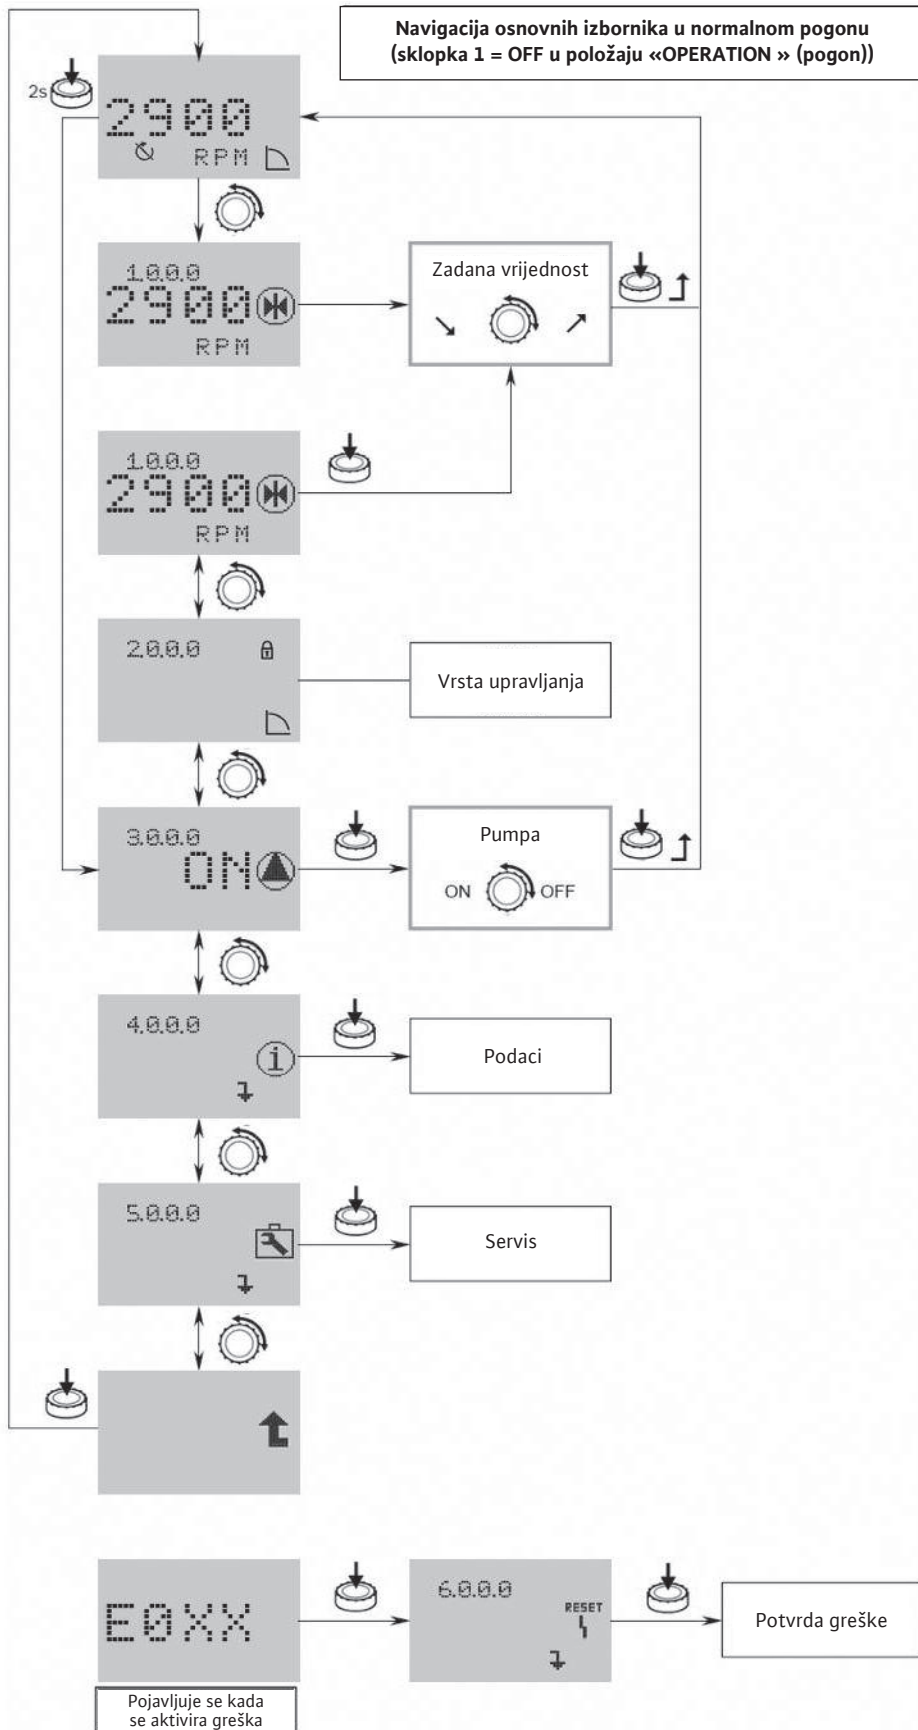 Navigacija osnovnih izbornika u normalnom pogonu
(sklopka 1 = OFF u položaju «OPERATION » (pogon))
2s
2900
RPM
1.0.0.0
2900
RPM
Zadana vrijednost
1.0.0.0
2900
RPM
2.0.0.0
Vrsta upravljanja
3.0.0.0
ON
Pumpa
ON OFF
4.0.0.0
i
Podaci
5.0.0.0
Servis
E0XX
6.0.0.0
RESET
Potvrda greške
Pojavljuje se kada
se aktivira greška